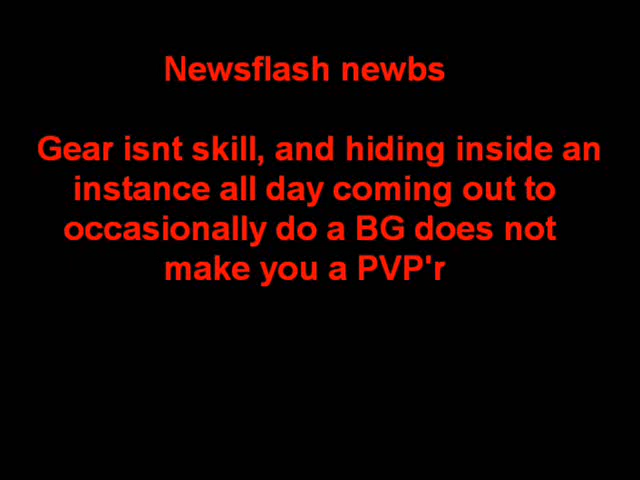 Newsflash newbs
Gear isnt skill, and hiding inside an
instance all day coming out to
occasionally do a BG does not
make you a PVP'r